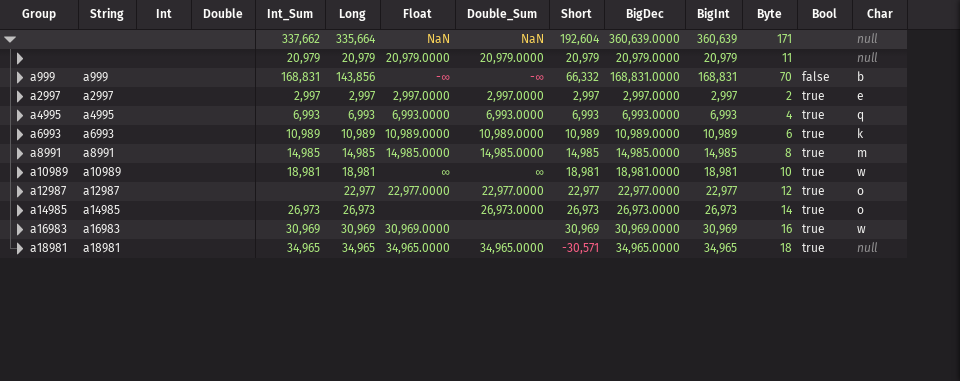 Group String Int Double Int_Sum Long Float Double_Sum Short BigDec BigInt Byte Bool Char
337,662 335,664 NaN NaN 192,604 360,639.0000 360,639 171 null
20,979 20,979 20,979.0000 20,979.0000 20,979 20,979.0000 20,979 11 null
a999 a999 168,831 143,856 -∞ -∞ 66,332 168,831.0000 168,831 70 false b
a2997 a2997 2,997 2,997 2,997.0000 2,997.0000 2,997 2,997.0000 2,997 2 true e
a4995 a4995 6,993 6,993 6,993.0000 6,993.0000 6,993 6,993.0000 6,993 4 true q
a6993 a6993 10,989 10,989 10,989.0000 10,989.0000 10,989 10,989.0000 10,989 6 true k
a8991 a8991 14,985 14,985 14,985.0000 14,985.0000 14,985 14,985.0000 14,985 8 true m
a10989 a10989 18,981 18,981 ∞ ∞ 18,981 18,981.0000 18,981 10 true w
a12987 a12987 22,977 22,977.0000 22,977.0000 22,977 22,977.0000 22,977 12 true o
a14985 a14985 26,973 26,973 26,973.0000 26,973 26,973.0000 26,973 14 true o
a16983 a16983 30,969 30,969 30,969.0000 30,969 30,969.0000 30,969 16 true w
a18981 a18981 34,965 34,965 34,965.0000 34,965.0000 -30,571 34,965.0000 34,965 18 true null